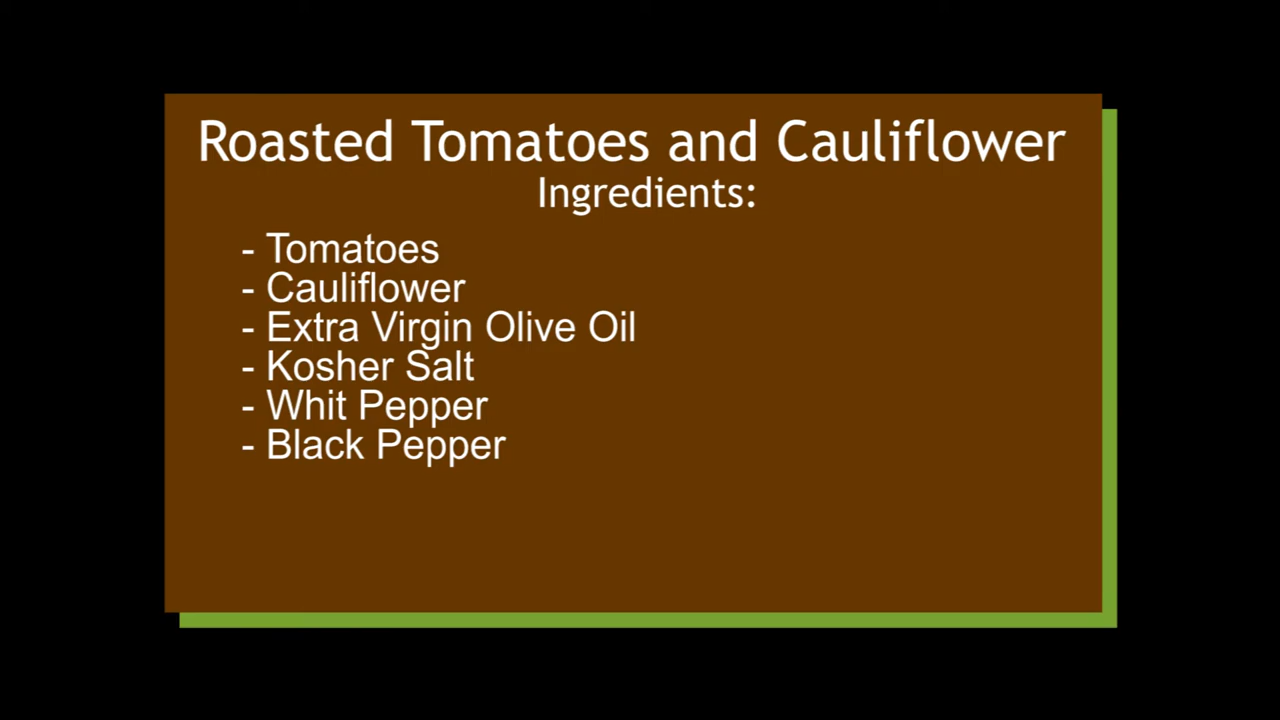 Roasted Tomatoes and Cauliflower
Ingredients:
- Tomatoes
- Cauliflower
- Extra Virgin Olive Oil
- Kosher Salt
- Whit Pepper
- Black Pepper